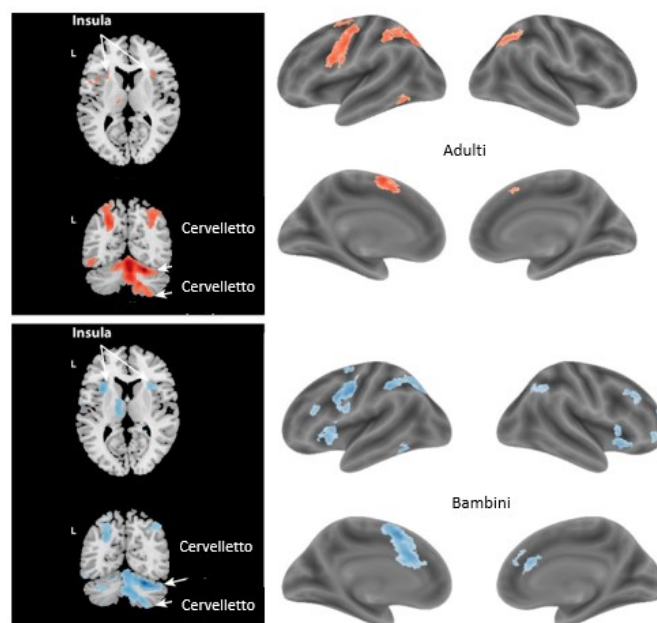 Insula
L
Adulti
L
Cervelletto
Cervelletto
Insula
L
Bambini
L
Cervelletto
Cervelletto